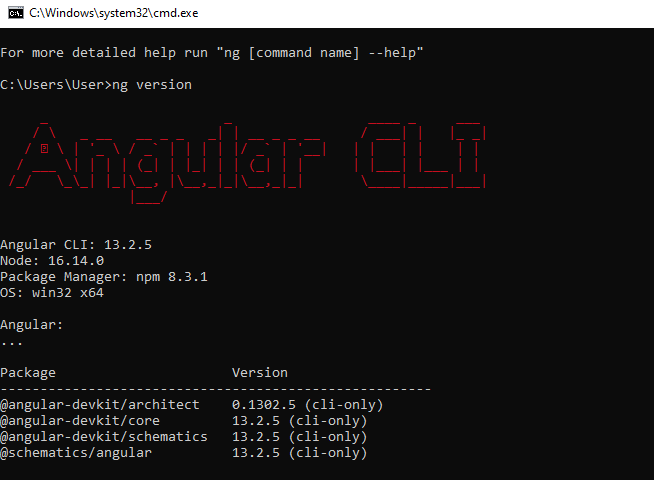 C:\Windows\system32\cmd.exe
For more detailed help run "ng [command name] --help"
C:\Users\User>ng version
Angular CLI
Angular CLI: 13.2.5
Node: 16.14.0
Package Manager: npm 8.3.1
OS: win32 x64
Angular:
...
Package Version
------------------------------------------------------
@angular-devkit/architect 0.1302.5 (cli-only)
@angular-devkit/core 13.2.5 (cli-only)
@angular-devkit/schematics 13.2.5 (cli-only)
@schematics/angular 13.2.5 (cli-only)